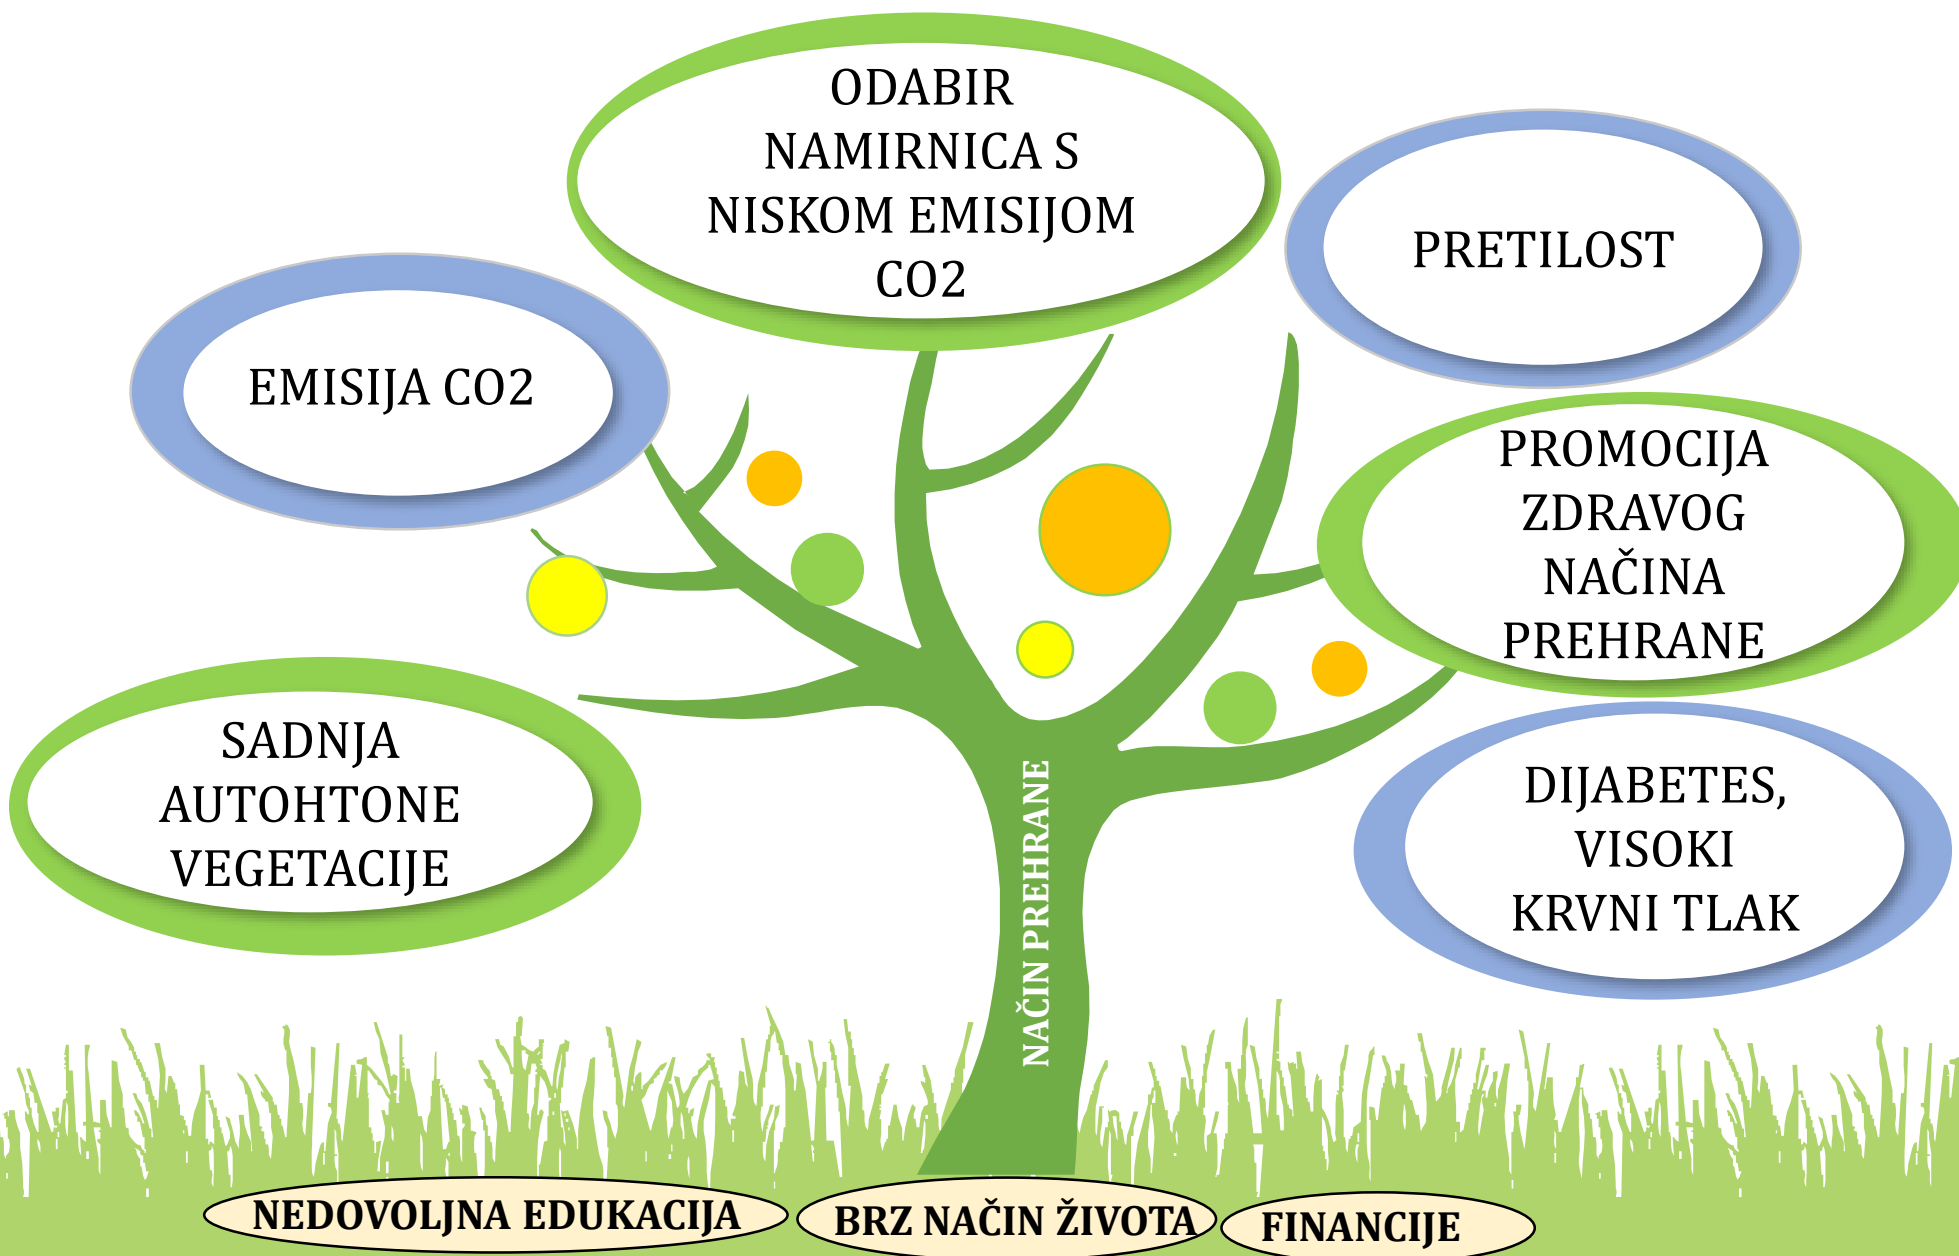 ODABIR
NAMIRNICA S
NISKOM EMISIJOM
CO2
PRETILOST
EMISIJA CO2
PROMOCIJA
ZDRAVOG
NAČINA
PREHRANE
SADNJA
AUTOHTONE
VEGETACIJE
DIJABETES,
VISOKI
KRVNI TLAK
NAČIN PREHRANE
NEDOVOLJNA EDUKACIJA
BRZ NAČIN ŽIVOTA
FINANCIJE